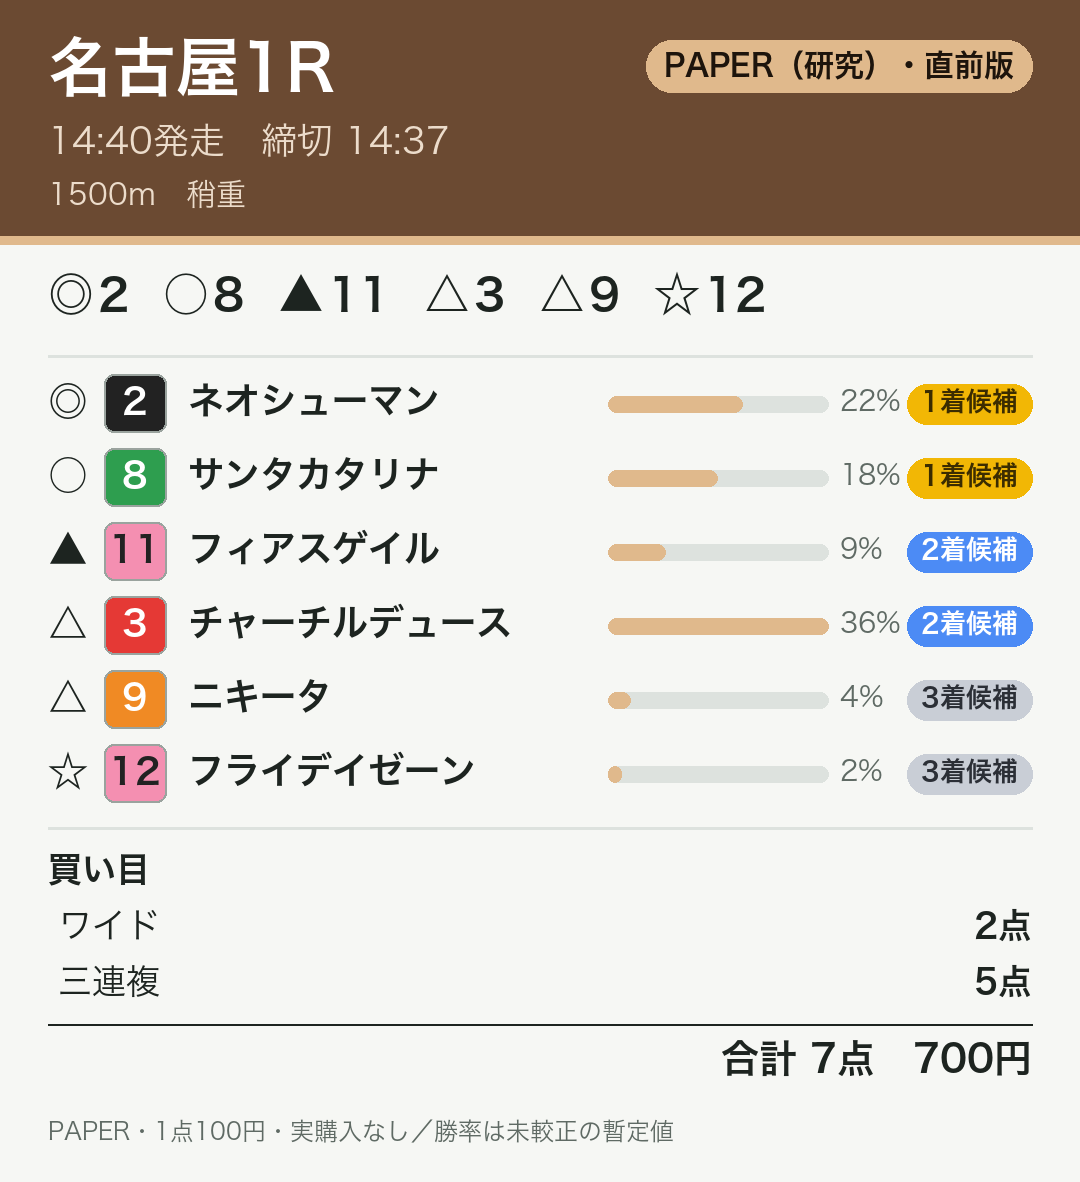 名古屋1R
PAPER（研究）・直前版
14:40発走　締切 14:37
1500m　稍重
◎2 ○8 ▲11 △3 △9 ☆12
◎ 2 ネオシューマン 22% 1着候補
○ 8 サンタカタリナ 18% 1着候補
▲ 11 フィアスゲイル 9% 2着候補
△ 3 チャーチルデュース 36% 2着候補
△ 9 ニキータ 4% 3着候補
☆ 12 フライデイゼーン 2% 3着候補
買い目
ワイド 2点
三連複 5点
合計 7点　700円
PAPER・1点100円・実購入なし／勝率は未較正の暫定値